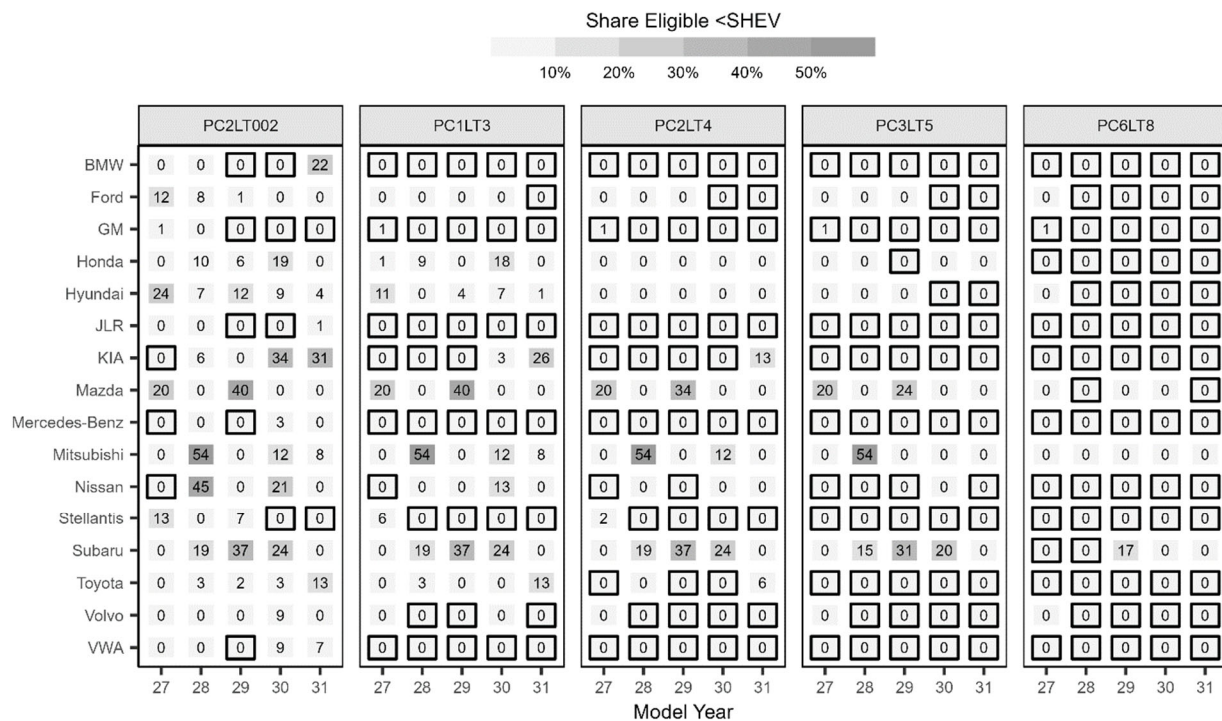 Share Eligible <SHEV
10% 20% 30% 40% 50%
PC2LT002 PC1LT3 PC2LT4 PC3LT5 PC6LT8
BMW 0 0 0 0 22 0 0 0 0 0 0 0 0 0 0 0 0 0 0 0 0 0 0 0 0
Ford 12 8 1 0 0 0 0 0 0 0 0 0 0 0 0 0 0 0 0 0 0 0 0 0 0
GM 1 0 0 0 0 1 0 0 0 0 1 0 0 0 0 1 0 0 0 0 1 0 0 0 0
Honda 0 10 6 19 0 1 9 0 18 0 0 0 0 0 0 0 0 0 0 0 0 0 0 0 0
Hyundai 24 7 12 9 4 11 0 4 7 1 0 0 0 0 0 0 0 0 0 0 0 0 0 0 0
JLR 0 0 0 0 1 0 0 0 0 0 0 0 0 0 0 0 0 0 0 0 0 0 0 0 0
KIA 0 6 0 34 31 0 0 0 3 26 0 0 0 0 13 0 0 0 0 0 0 0 0 0 0
Mazda 20 0 40 0 0 20 0 40 0 0 20 0 34 0 0 20 0 24 0 0 0 0 0 0 0
Mercedes-Benz 0 0 0 3 0 0 0 0 0 0 0 0 0 0 0 0 0 0 0 0 0 0 0 0 0
Mitsubishi 0 54 0 12 8 0 54 0 12 8 0 54 0 12 0 0 54 0 0 0 0 0 0 0 0
Nissan 0 45 0 21 0 0 0 0 13 0 0 0 0 0 0 0 0 0 0 0 0 0 0 0 0
Stellantis 13 0 7 0 0 6 0 0 0 0 2 0 0 0 0 0 0 0 0 0 0 0 0 0 0
Subaru 0 19 37 24 0 0 19 37 24 0 0 19 37 24 0 0 15 31 20 0 0 0 17 0 0
Toyota 0 3 2 3 13 0 3 0 0 13 0 0 0 0 6 0 0 0 0 0 0 0 0 0 0
Volvo 0 0 0 9 0 0 0 0 0 0 0 0 0 0 0 0 0 0 0 0 0 0 0 0 0
VWA 0 0 0 9 7 0 0 0 0 0 0 0 0 0 0 0 0 0 0 0 0 0 0 0 0
27 28 29 30 31 27 28 29 30 31 27 28 29 30 31 27 28 29 30 31 27 28 29 30 31
Model Year